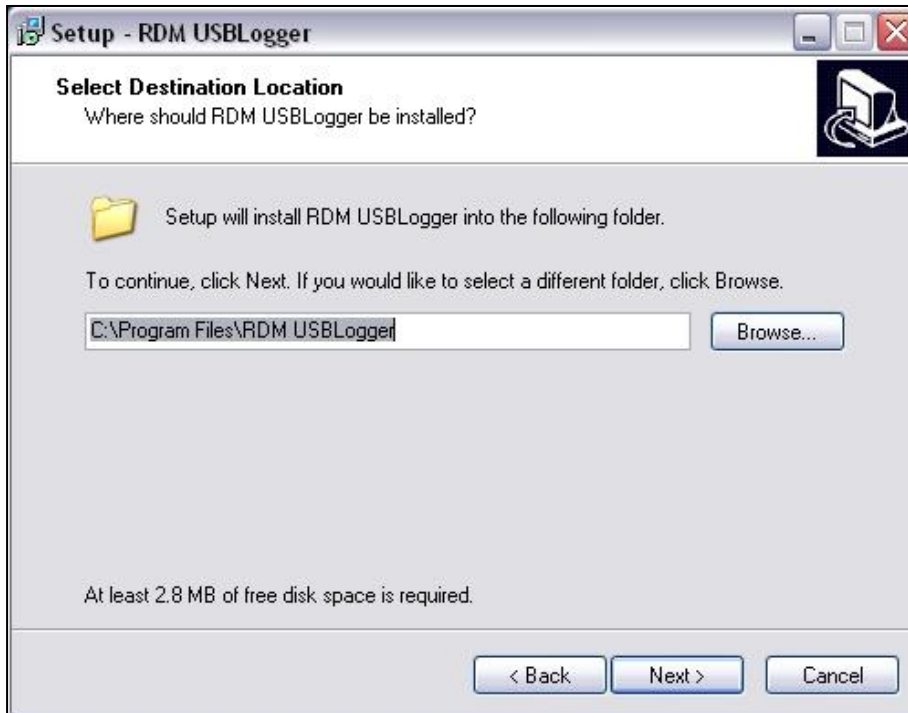 Setup - RDM USBLogger
Select Destination Location
Where should RDM USBLogger be installed?
Setup will install RDM USBLogger into the following folder.
To continue, click Next. If you would like to select a different folder, click Browse.
C:\Program Files\RDM USBLogger
Browse...
At least 2.8 MB of free disk space is required.
< Back
Next >
Cancel